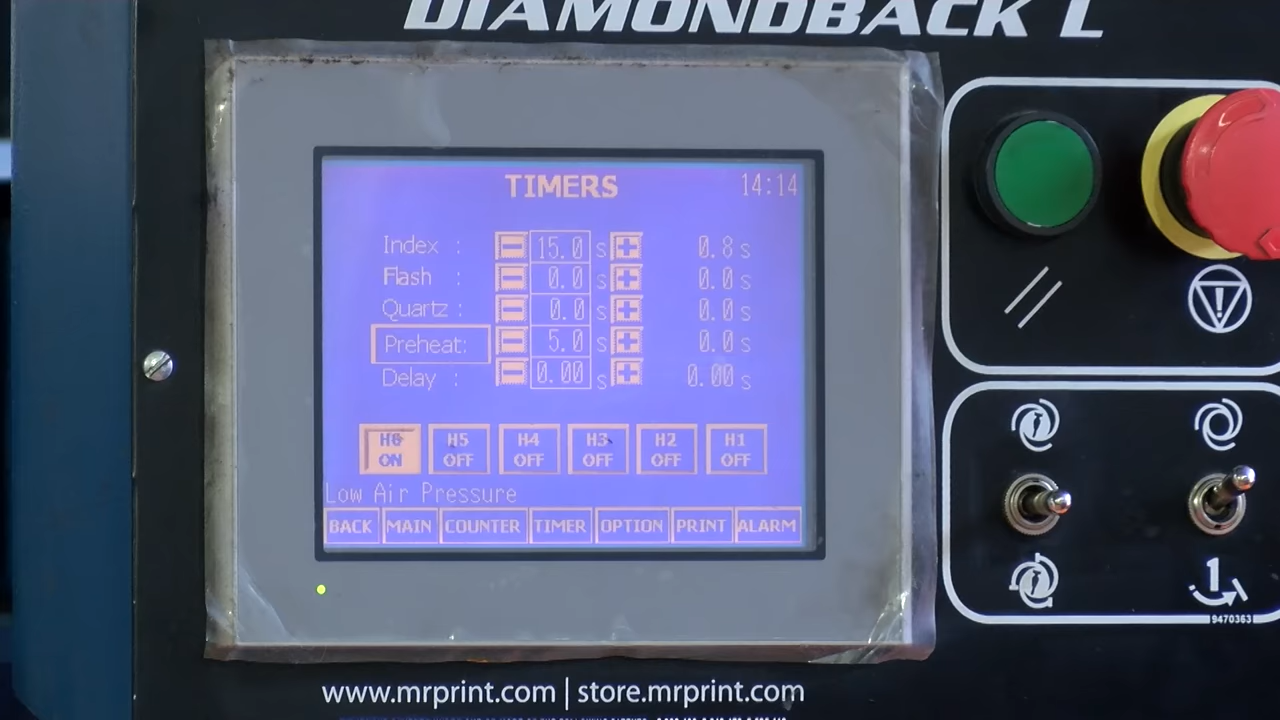 DIAMONDBACK L
TIMERS 14:14
Index : - 15.0 s + 0.8 s
Flash : - 0.0 s + 0.0 s
Quartz : - 0.0 s + 0.0 s
Preheat: - 5.0 s + 0.0 s
Delay : - 0.00 s + 0.00 s
H6 H5 H4 H3 H2 H1
ON OFF OFF OFF OFF OFF
Low Air Pressure
BACK MAIN COUNTER TIMER OPTION PRINT ALARM
1
9470363
www.mrprint.com | store.mrprint.com